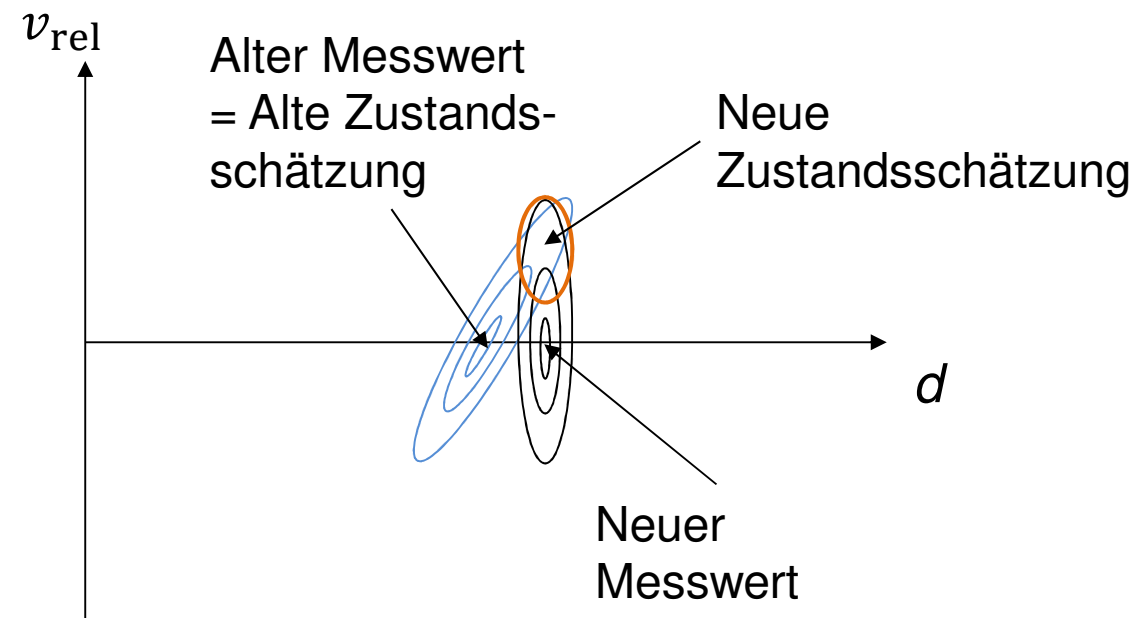 v_rel
Alter Messwert
= Alte Zustands-
schätzung
Neue
Zustandsschätzung
d
Neuer
Messwert